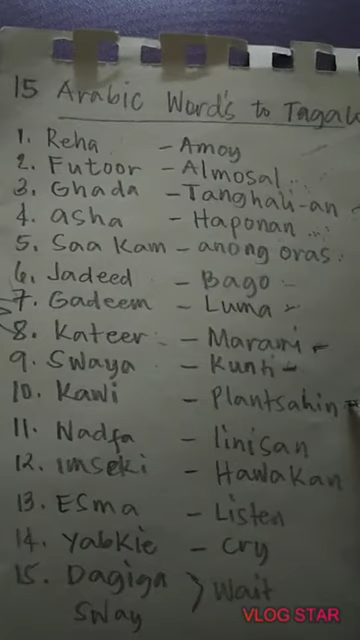 15 Arabic Word's to Tagal
1. Reha - Amoy
2. Futoor - Almosal..
3. Ghada - Tanghali-an -
4. asha - Haponan ...
5. Saa Kam - anong oras.
6. Jadeed - Bago -
7. Gadeem - Luma -
8. Kateer - Marami -
9. Swaya - Kunti -
10. Kawi - Plantsahin -
11. Nadfa - linisan
12. imseki - Hawakan
13. Esma - Listen
14. Yabkie - Cry
15. Dagiga > Wait
Sway
VLOG STAR